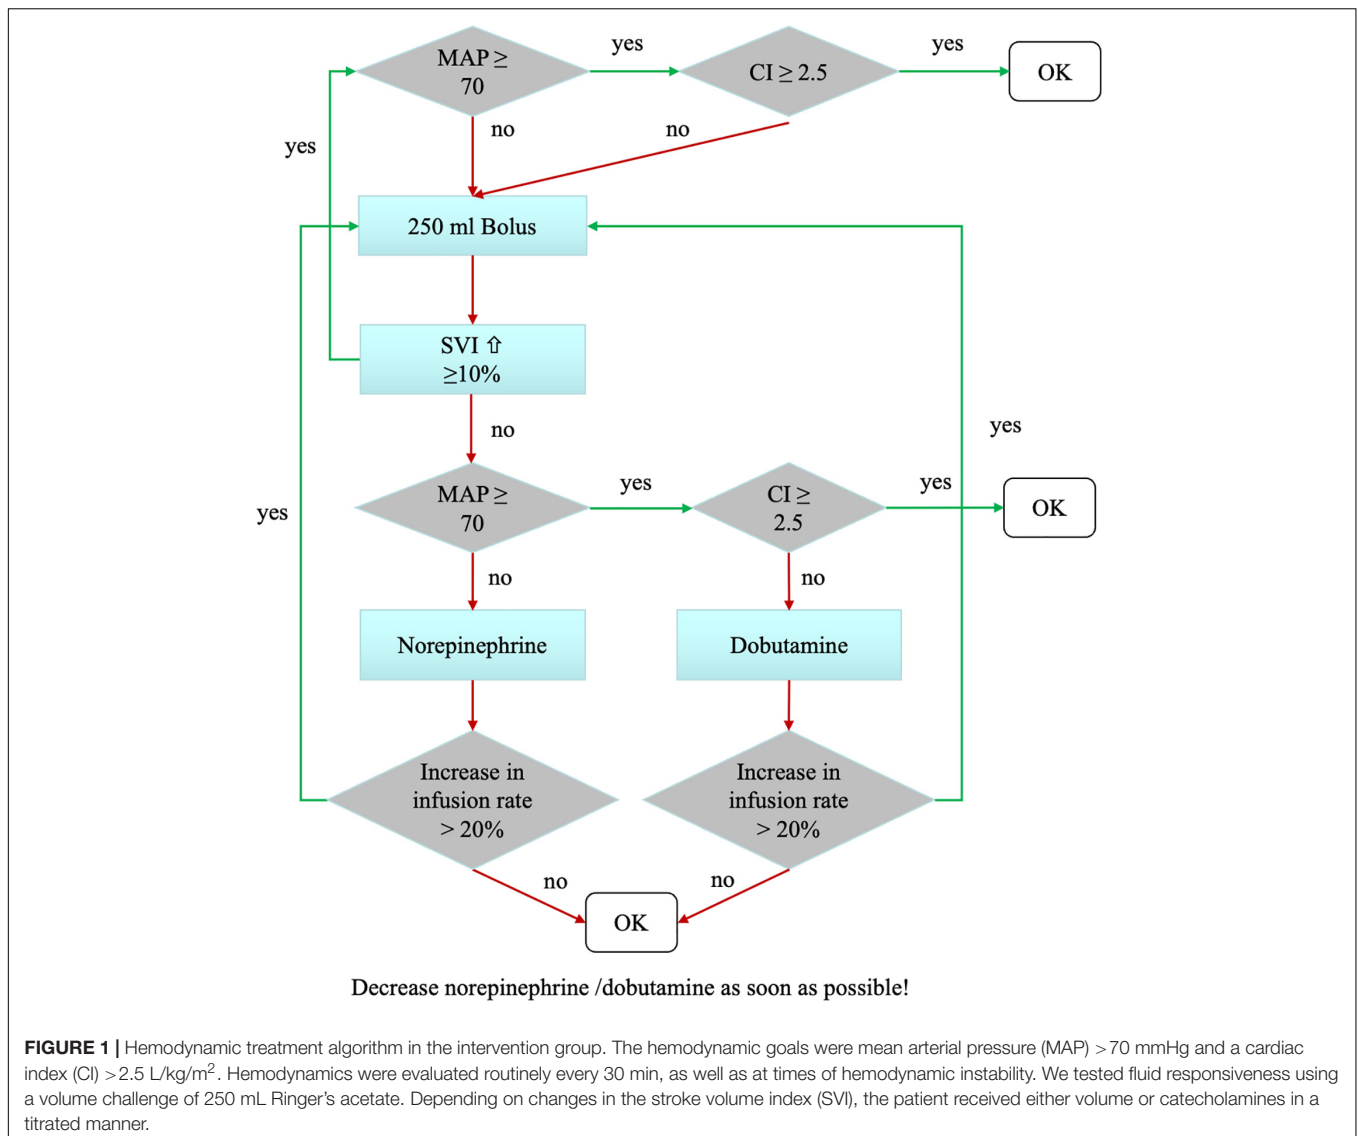 MAP ≥
70
yes
CI ≥ 2.5
yes
OK
yes
no
no
250 ml Bolus
SVI ⇧
≥10%
no
yes
MAP ≥
70
yes
CI ≥
2.5
yes
OK
yes
no
no
Norepinephrine
Dobutamine
Increase in
infusion rate
> 20%
Increase in
infusion rate
> 20%
no
no
OK
Decrease norepinephrine /dobutamine as soon as possible!
FIGURE 1 | Hemodynamic treatment algorithm in the intervention group. The hemodynamic goals were mean arterial pressure (MAP) >70 mmHg and a cardiac
index (CI) >2.5 L/kg/m². Hemodynamics were evaluated routinely every 30 min, as well as at times of hemodynamic instability. We tested fluid responsiveness using
a volume challenge of 250 mL Ringer’s acetate. Depending on changes in the stroke volume index (SVI), the patient received either volume or catecholamines in a
titrated manner.